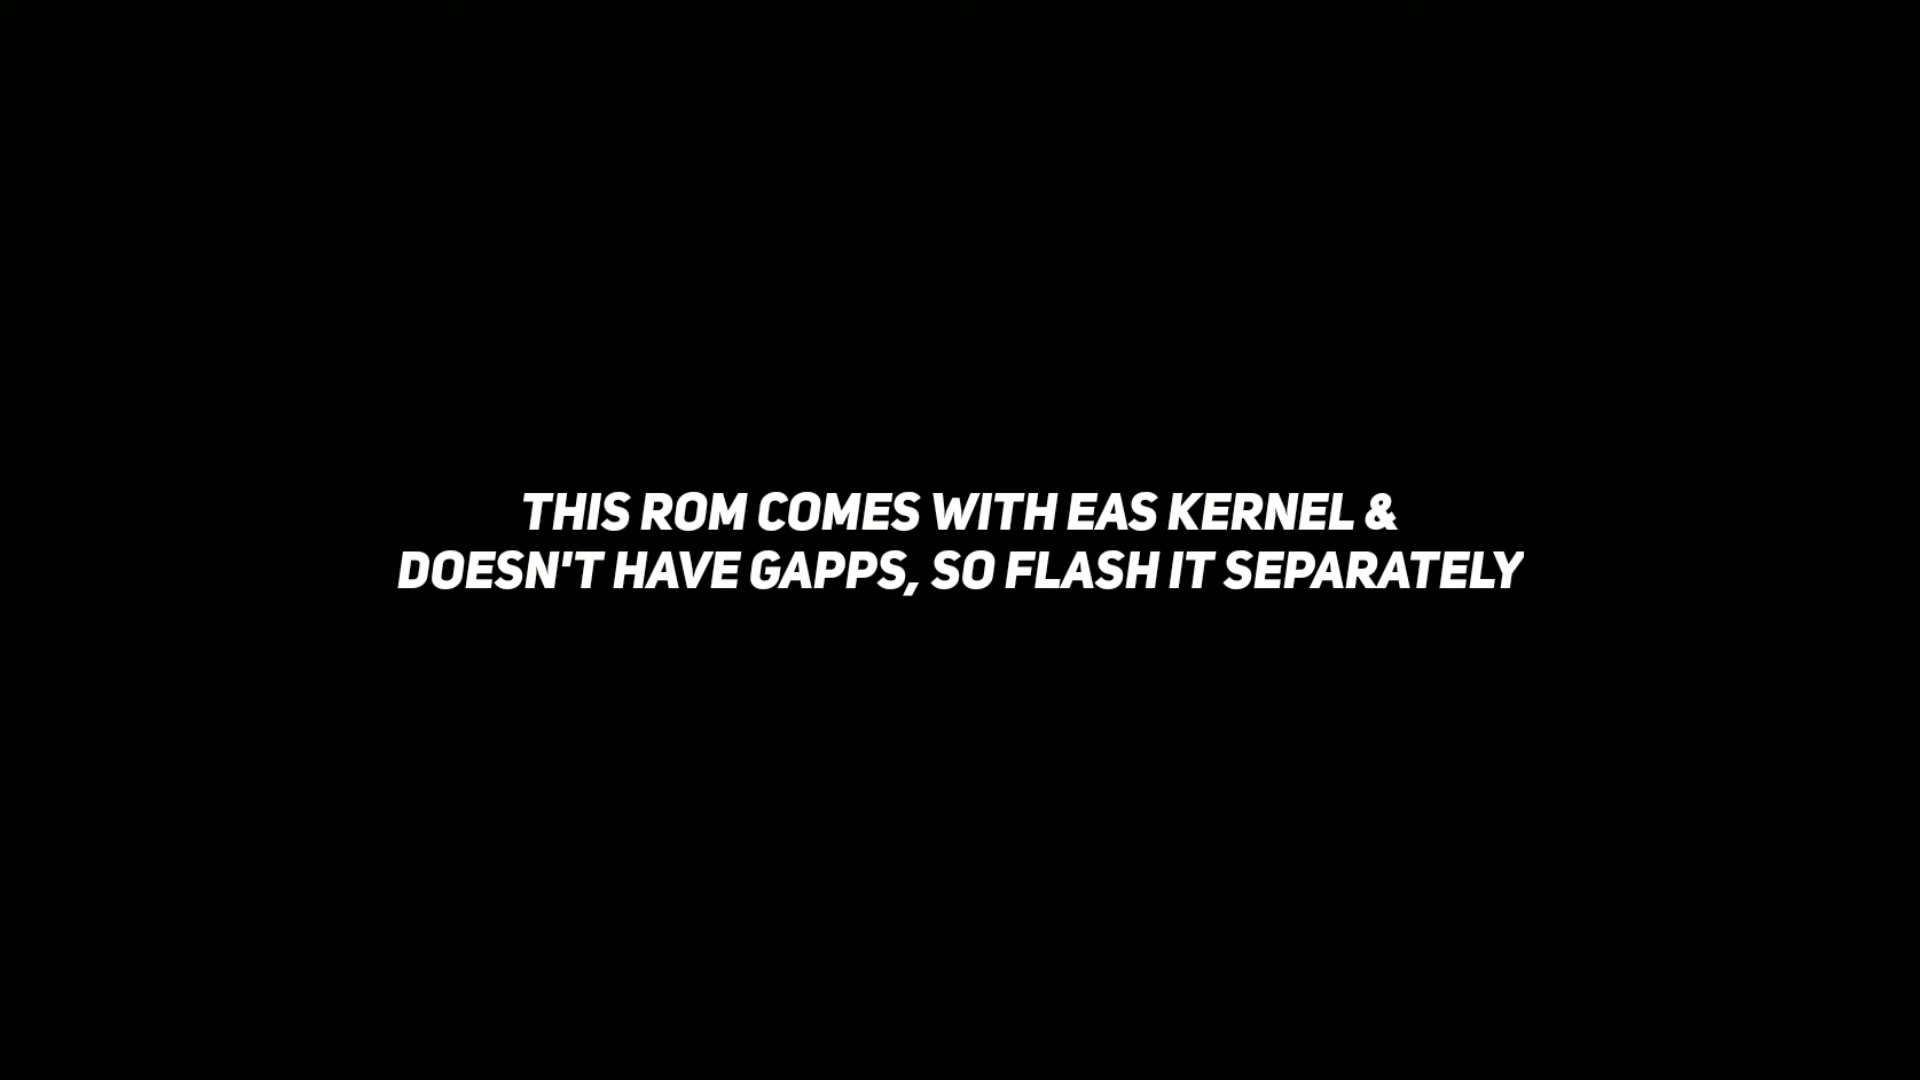 THIS ROM COMES WITH EAS KERNEL &
DOESN'T HAVE GAPPS, SO FLASH IT SEPARATELY